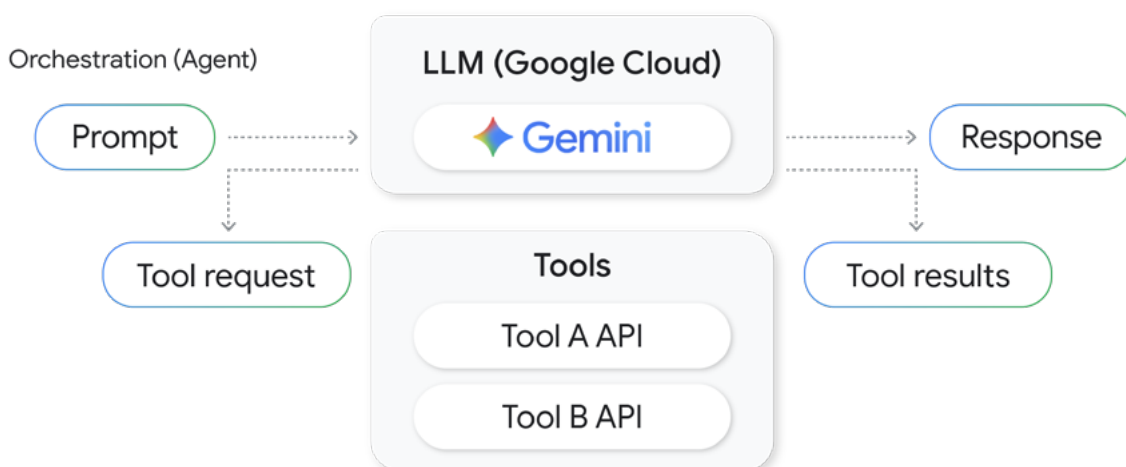 Orchestration (Agent)
LLM (Google Cloud)
Prompt
Gemini
Response
Tool request
Tools
Tool results
Tool A API
Tool B API